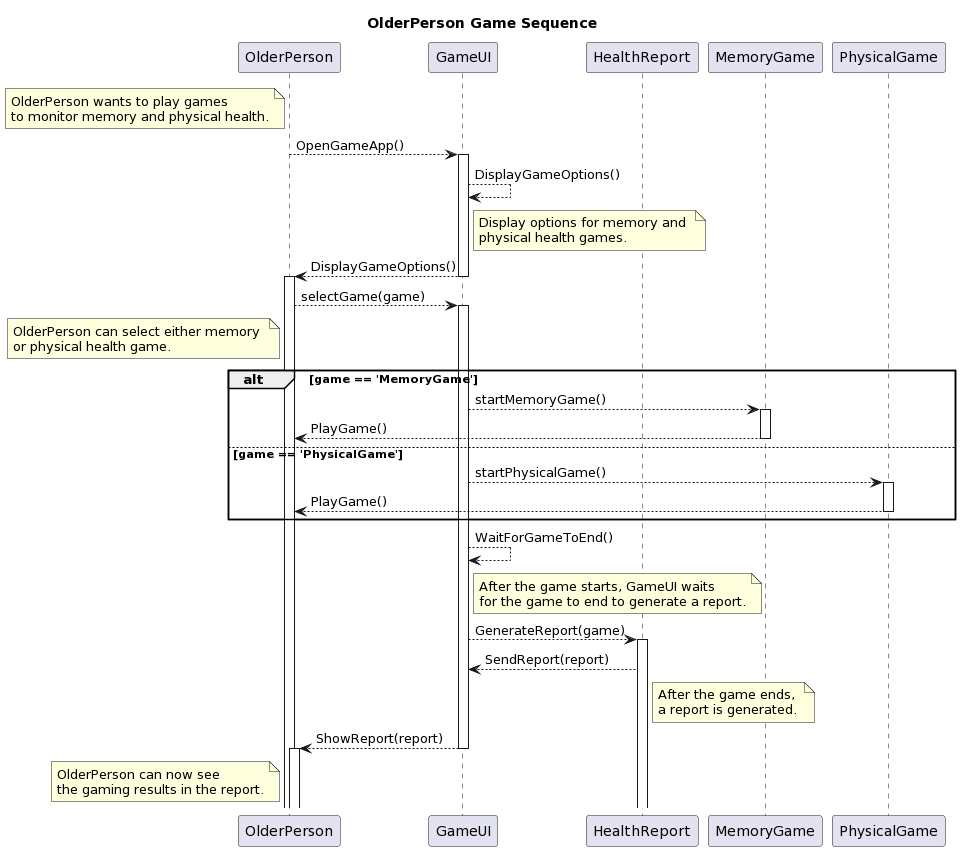 OlderPerson Game Sequence
OlderPerson
GameUI
HealthReport
MemoryGame
PhysicalGame
OlderPerson wants to play games
to monitor memory and physical health.
OpenGameApp()
DisplayGameOptions()
Display options for memory and
physical health games.
DisplayGameOptions()
selectGame(game)
OlderPerson can select either memory
or physical health game.
alt
[game == 'MemoryGame']
startMemoryGame()
PlayGame()
[game == 'PhysicalGame']
startPhysicalGame()
PlayGame()
WaitForGameToEnd()
After the game starts, GameUI waits
for the game to end to generate a report.
GenerateReport(game)
SendReport(report)
After the game ends,
a report is generated.
ShowReport(report)
OlderPerson can now see
the gaming results in the report.
OlderPerson
GameUI
HealthReport
MemoryGame
PhysicalGame